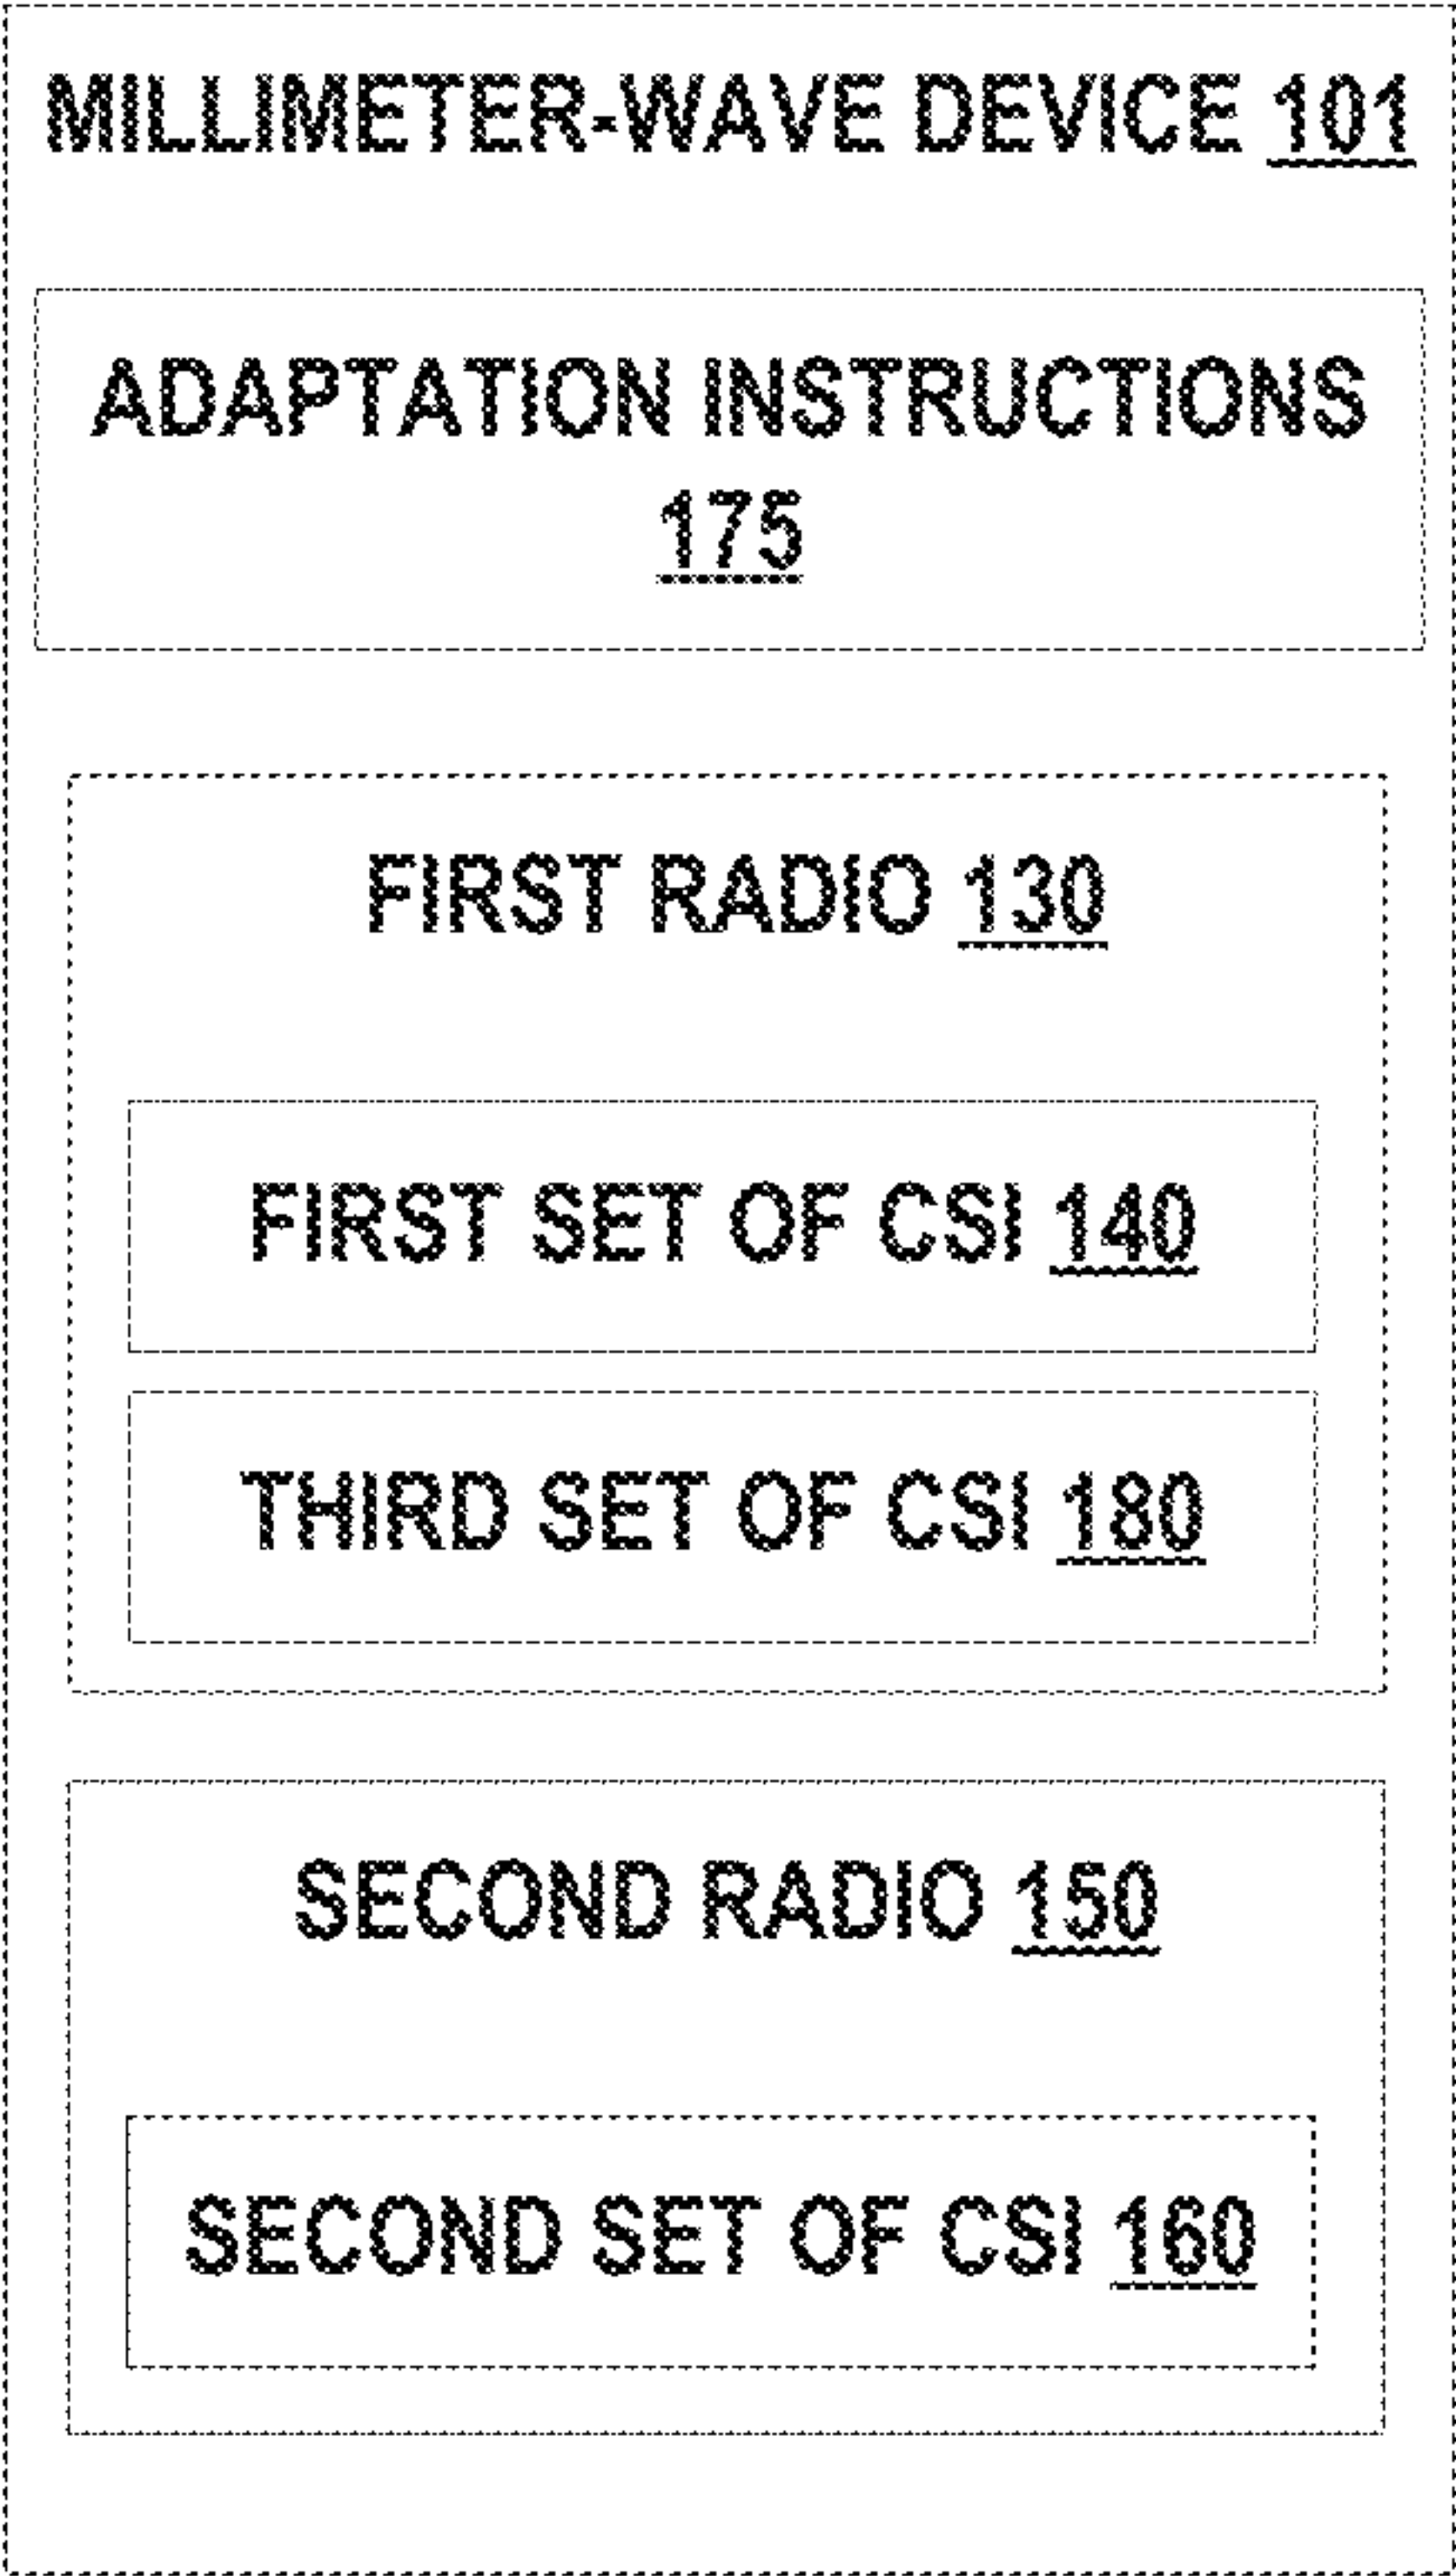 MILLIMETER-WAVE DEVICE 101
ADAPTATION INSTRUCTIONS
175
FIRST RADIO 130
FIRST SET OF CSI 140
THIRD SET OF CSI 180
SECOND RADIO 150
SECOND SET OF CSI 160